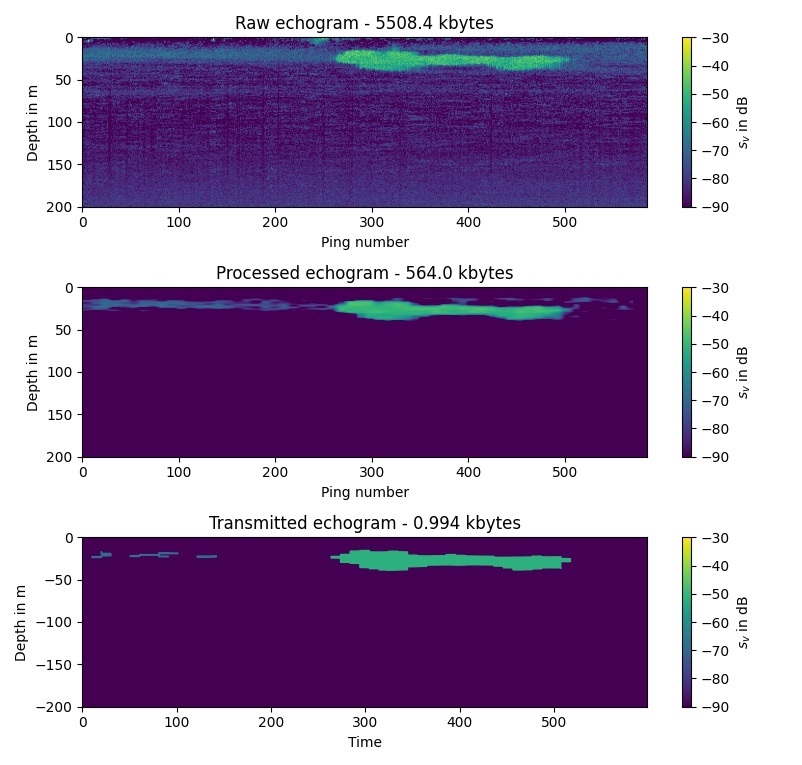 Raw echogram - 5508.4 kbytes
0
50
100
150
200
Depth in m
0 100 200 300 400 500
Ping number
−30
−40
−50
−60
−70
−80
−90
sᵥ in dB
Processed echogram - 564.0 kbytes
0
50
100
150
200
Depth in m
0 100 200 300 400 500
Ping number
−30
−40
−50
−60
−70
−80
−90
sᵥ in dB
Transmitted echogram - 0.994 kbytes
0
−50
−100
−150
−200
Depth in m
0 100 200 300 400 500
Time
−30
−40
−50
−60
−70
−80
−90
sᵥ in dB